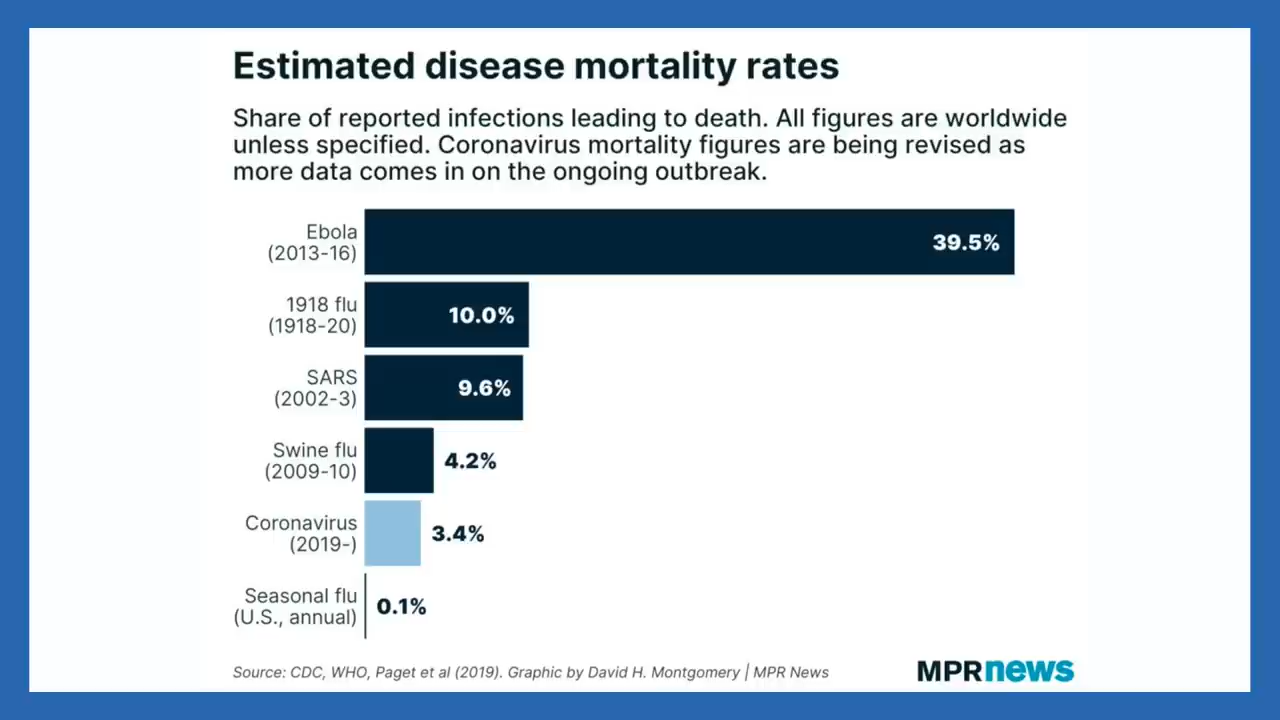 Estimated disease mortality rates
Share of reported infections leading to death. All figures are worldwide
unless specified. Coronavirus mortality figures are being revised as
more data comes in on the ongoing outbreak.
Ebola
(2013-16)
39.5%
1918 flu
(1918-20)
10.0%
SARS
(2002-3)
9.6%
Swine flu
(2009-10)
4.2%
Coronavirus
(2019-)
3.4%
Seasonal flu
(U.S., annual)
0.1%
Source: CDC, WHO, Paget et al (2019). Graphic by David H. Montgomery | MPR News
MPRnews